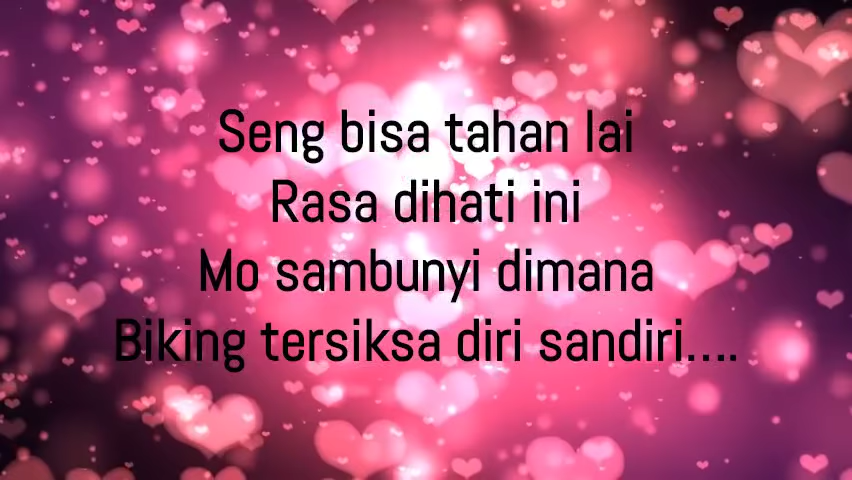 Seng bisa tahan lai
Rasa dihati ini
Mo sambunyi dimana
Biking tersiksa diri sandiri....